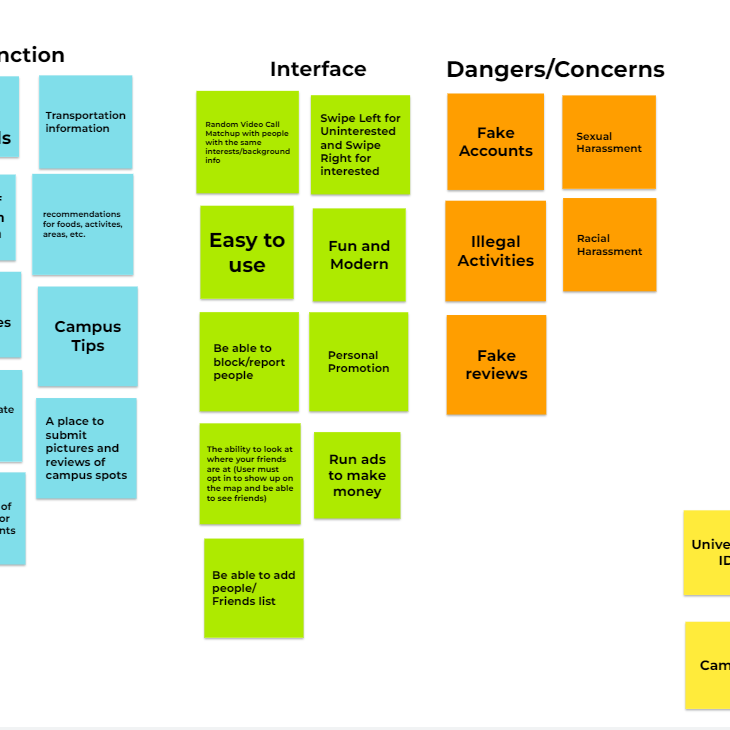 nction
Transportation
information
ls
recommendations
for foods, activites,
areas, etc.
n
Campus
Tips
es
ate
A place to
submit
pictures and
reviews of
campus spots
of
or
nts
Interface
Random Video Call
Matchup with people
with the same
interests/background
info
Swipe Left for
Uninterested
and Swipe
Right for
interested
Easy to
use
Fun and
Modern
Be able to
block/report
people
Personal
Promotion
The ability to look at
where your friends
are at (User must
opt in to show up on
the map and be able
to see friends)
Run ads
to make
money
Be able to add
people/
Friends list
Dangers/Concerns
Fake
Accounts
Sexual
Harassment
Illegal
Activities
Racial
Harassment
Fake
reviews
Unive
ID
Cam